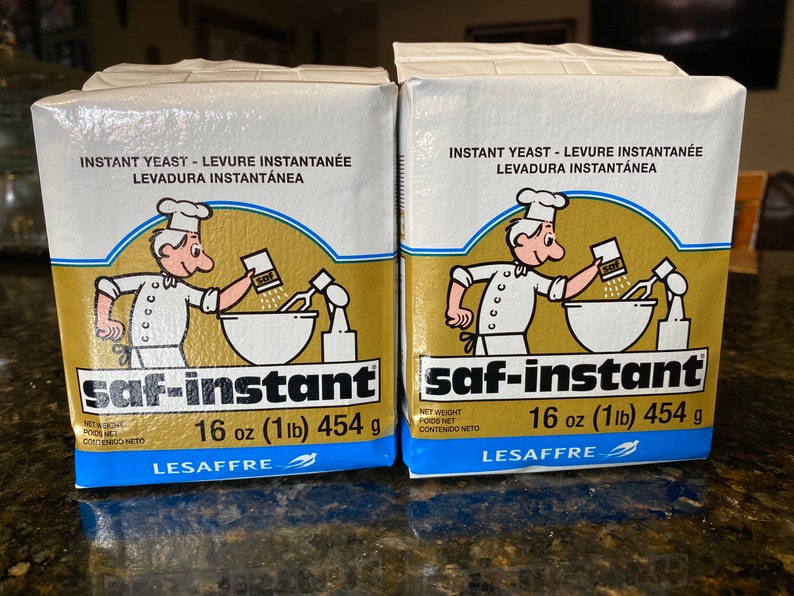 INSTANT YEAST - LEVURE INSTANTANÉE
LEVADURA INSTANTÁNEA
saf
saf-instant®
NET WEIGHT
POIDS NET
CONTENIDO NETO
16 oz (1lb) 454 g
LESAFFRE
INSTANT YEAST - LEVURE INSTANTANÉE
LEVADURA INSTANTÁNEA
saf
saf-instant®
NET WEIGHT
POIDS NET
CONTENIDO NETO
16 oz (1lb) 454 g
LESAFFRE